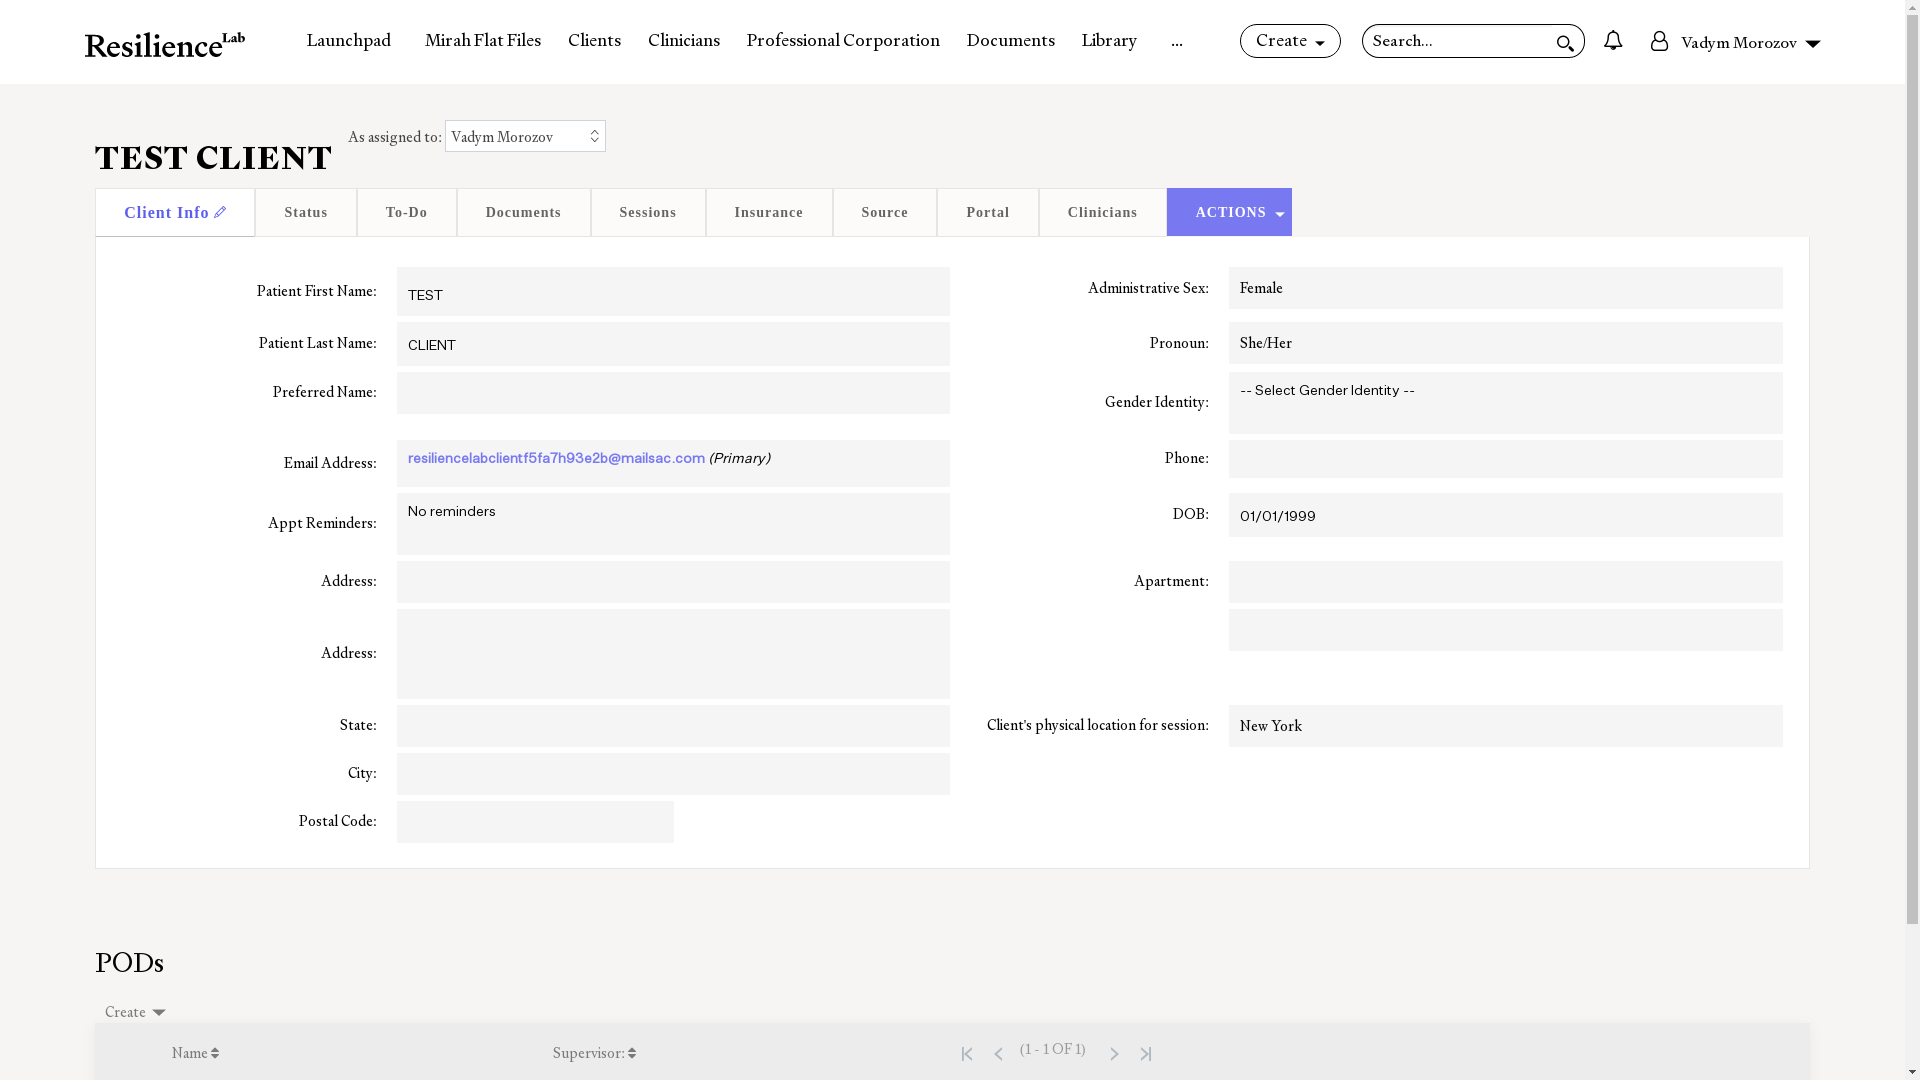 ResilienceLab
Launchpad Mirah Flat Files Clients Clinicians Professional Corporation Documents Library ... Create Search... Vadym Morozov
As assigned to: Vadym Morozov
TEST CLIENT
Client Info Status To-Do Documents Sessions Insurance Source Portal Clinicians ACTIONS
Patient First Name: TEST Administrative Sex: Female
Patient Last Name: CLIENT Pronoun: She/Her
Preferred Name: Gender Identity: -- Select Gender Identity --
Email Address: resiliencelabclientf5fa7h93e2b@mailsac.com (Primary) Phone:
Appt Reminders: No reminders DOB: 01/01/1999
Address: Apartment:
Address:
State: Client's physical location for session: New York
City:
Postal Code:
PODs
Create
Name Supervisor: (1 - 1 OF 1)